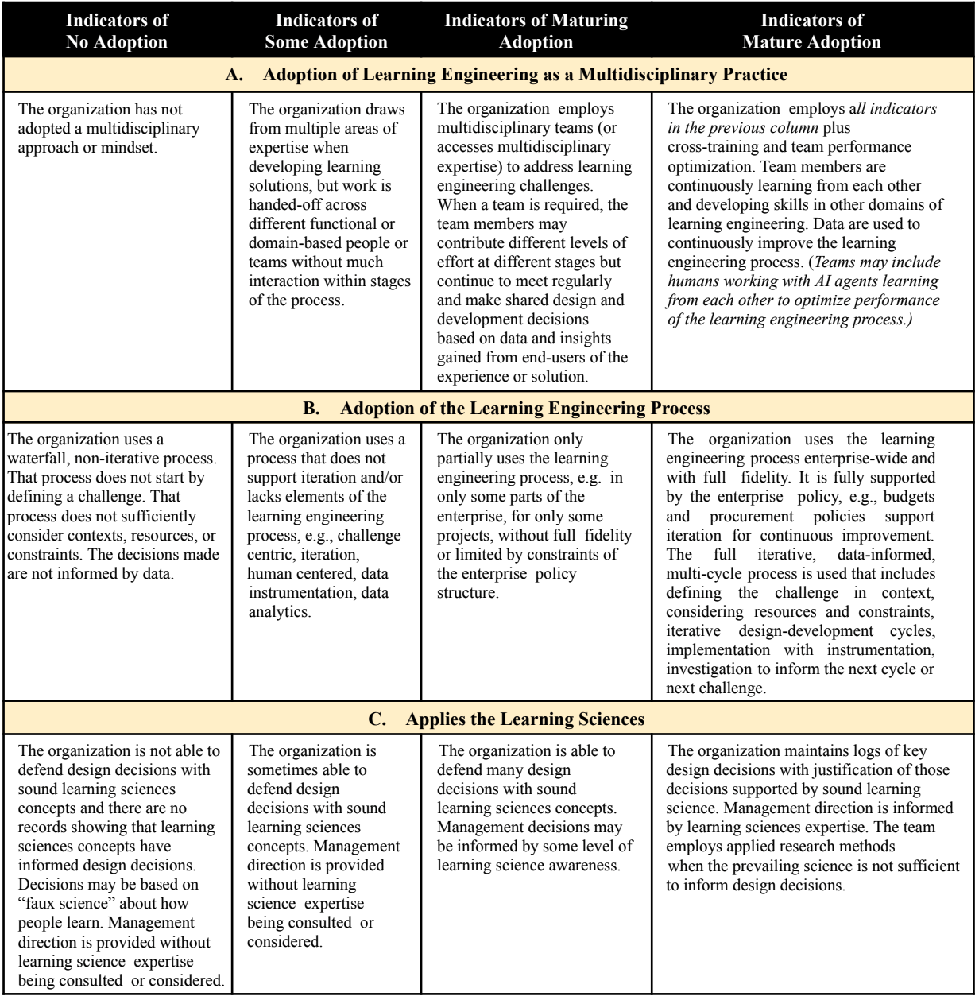 Indicators of
No Adoption
Indicators of
Some Adoption
Indicators of Maturing
Adoption
Indicators of
Mature Adoption
A. Adoption of Learning Engineering as a Multidisciplinary Practice
The organization has not
adopted a multidisciplinary
approach or mindset.
The organization draws
from multiple areas of
expertise when
developing learning
solutions, but work is
handed-off across
different functional or
domain-based people or
teams without much
interaction within stages
of the process.
The organization employs
multidisciplinary teams (or
accesses multidisciplinary
expertise) to address learning
engineering challenges.
When a team is required, the
team members may
contribute different levels of
effort at different stages but
continue to meet regularly
and make shared design and
development decisions
based on data and insights
gained from end-users of the
experience or solution.
The organization employs all indicators
in the previous column plus
cross-training and team performance
optimization. Team members are
continuously learning from each other
and developing skills in other domains of
learning engineering. Data are used to
continuously improve the learning
engineering process. (Teams may include
humans working with AI agents learning
from each other to optimize performance
of the learning engineering process.)
B. Adoption of the Learning Engineering Process
The organization uses a
waterfall, non-iterative process.
That process does not start by
defining a challenge. That
process does not sufficiently
consider contexts, resources, or
constraints. The decisions made
are not informed by data.
The organization uses a
process that does not
support iteration and/or
lacks elements of the
learning engineering
process, e.g., challenge
centric, iteration,
human centered, data
instrumentation, data
analytics.
The organization only
partially uses the learning
engineering process, e.g. in
only some parts of the
enterprise, for only some
projects, without full fidelity
or limited by constraints of
the enterprise policy
structure.
The organization uses the learning
engineering process enterprise-wide and
with full fidelity. It is fully supported
by the enterprise policy, e.g., budgets
and procurement policies support
iteration for continuous improvement.
The full iterative, data-informed,
multi-cycle process is used that includes
defining the challenge in context,
considering resources and constraints,
iterative design-development cycles,
implementation with instrumentation,
investigation to inform the next cycle or
next challenge.
C. Applies the Learning Sciences
The organization is not able to
defend design decisions with
sound learning sciences
concepts and there are no
records showing that learning
sciences concepts have
informed design decisions.
Decisions may be based on
“faux science” about how
people learn. Management
direction is provided without
learning science expertise
being consulted or considered.
The organization is
sometimes able to
defend design
decisions with sound
learning sciences
concepts. Management
direction is provided
without learning
science expertise
being consulted or
considered.
The organization is able to
defend many design
decisions with sound
learning sciences concepts.
Management decisions may
be informed by some level of
learning science awareness.
The organization maintains logs of key
design decisions with justification of those
decisions supported by sound learning
science. Management direction is informed
by learning sciences expertise. The team
employs applied research methods
when the prevailing science is not sufficient
to inform design decisions.